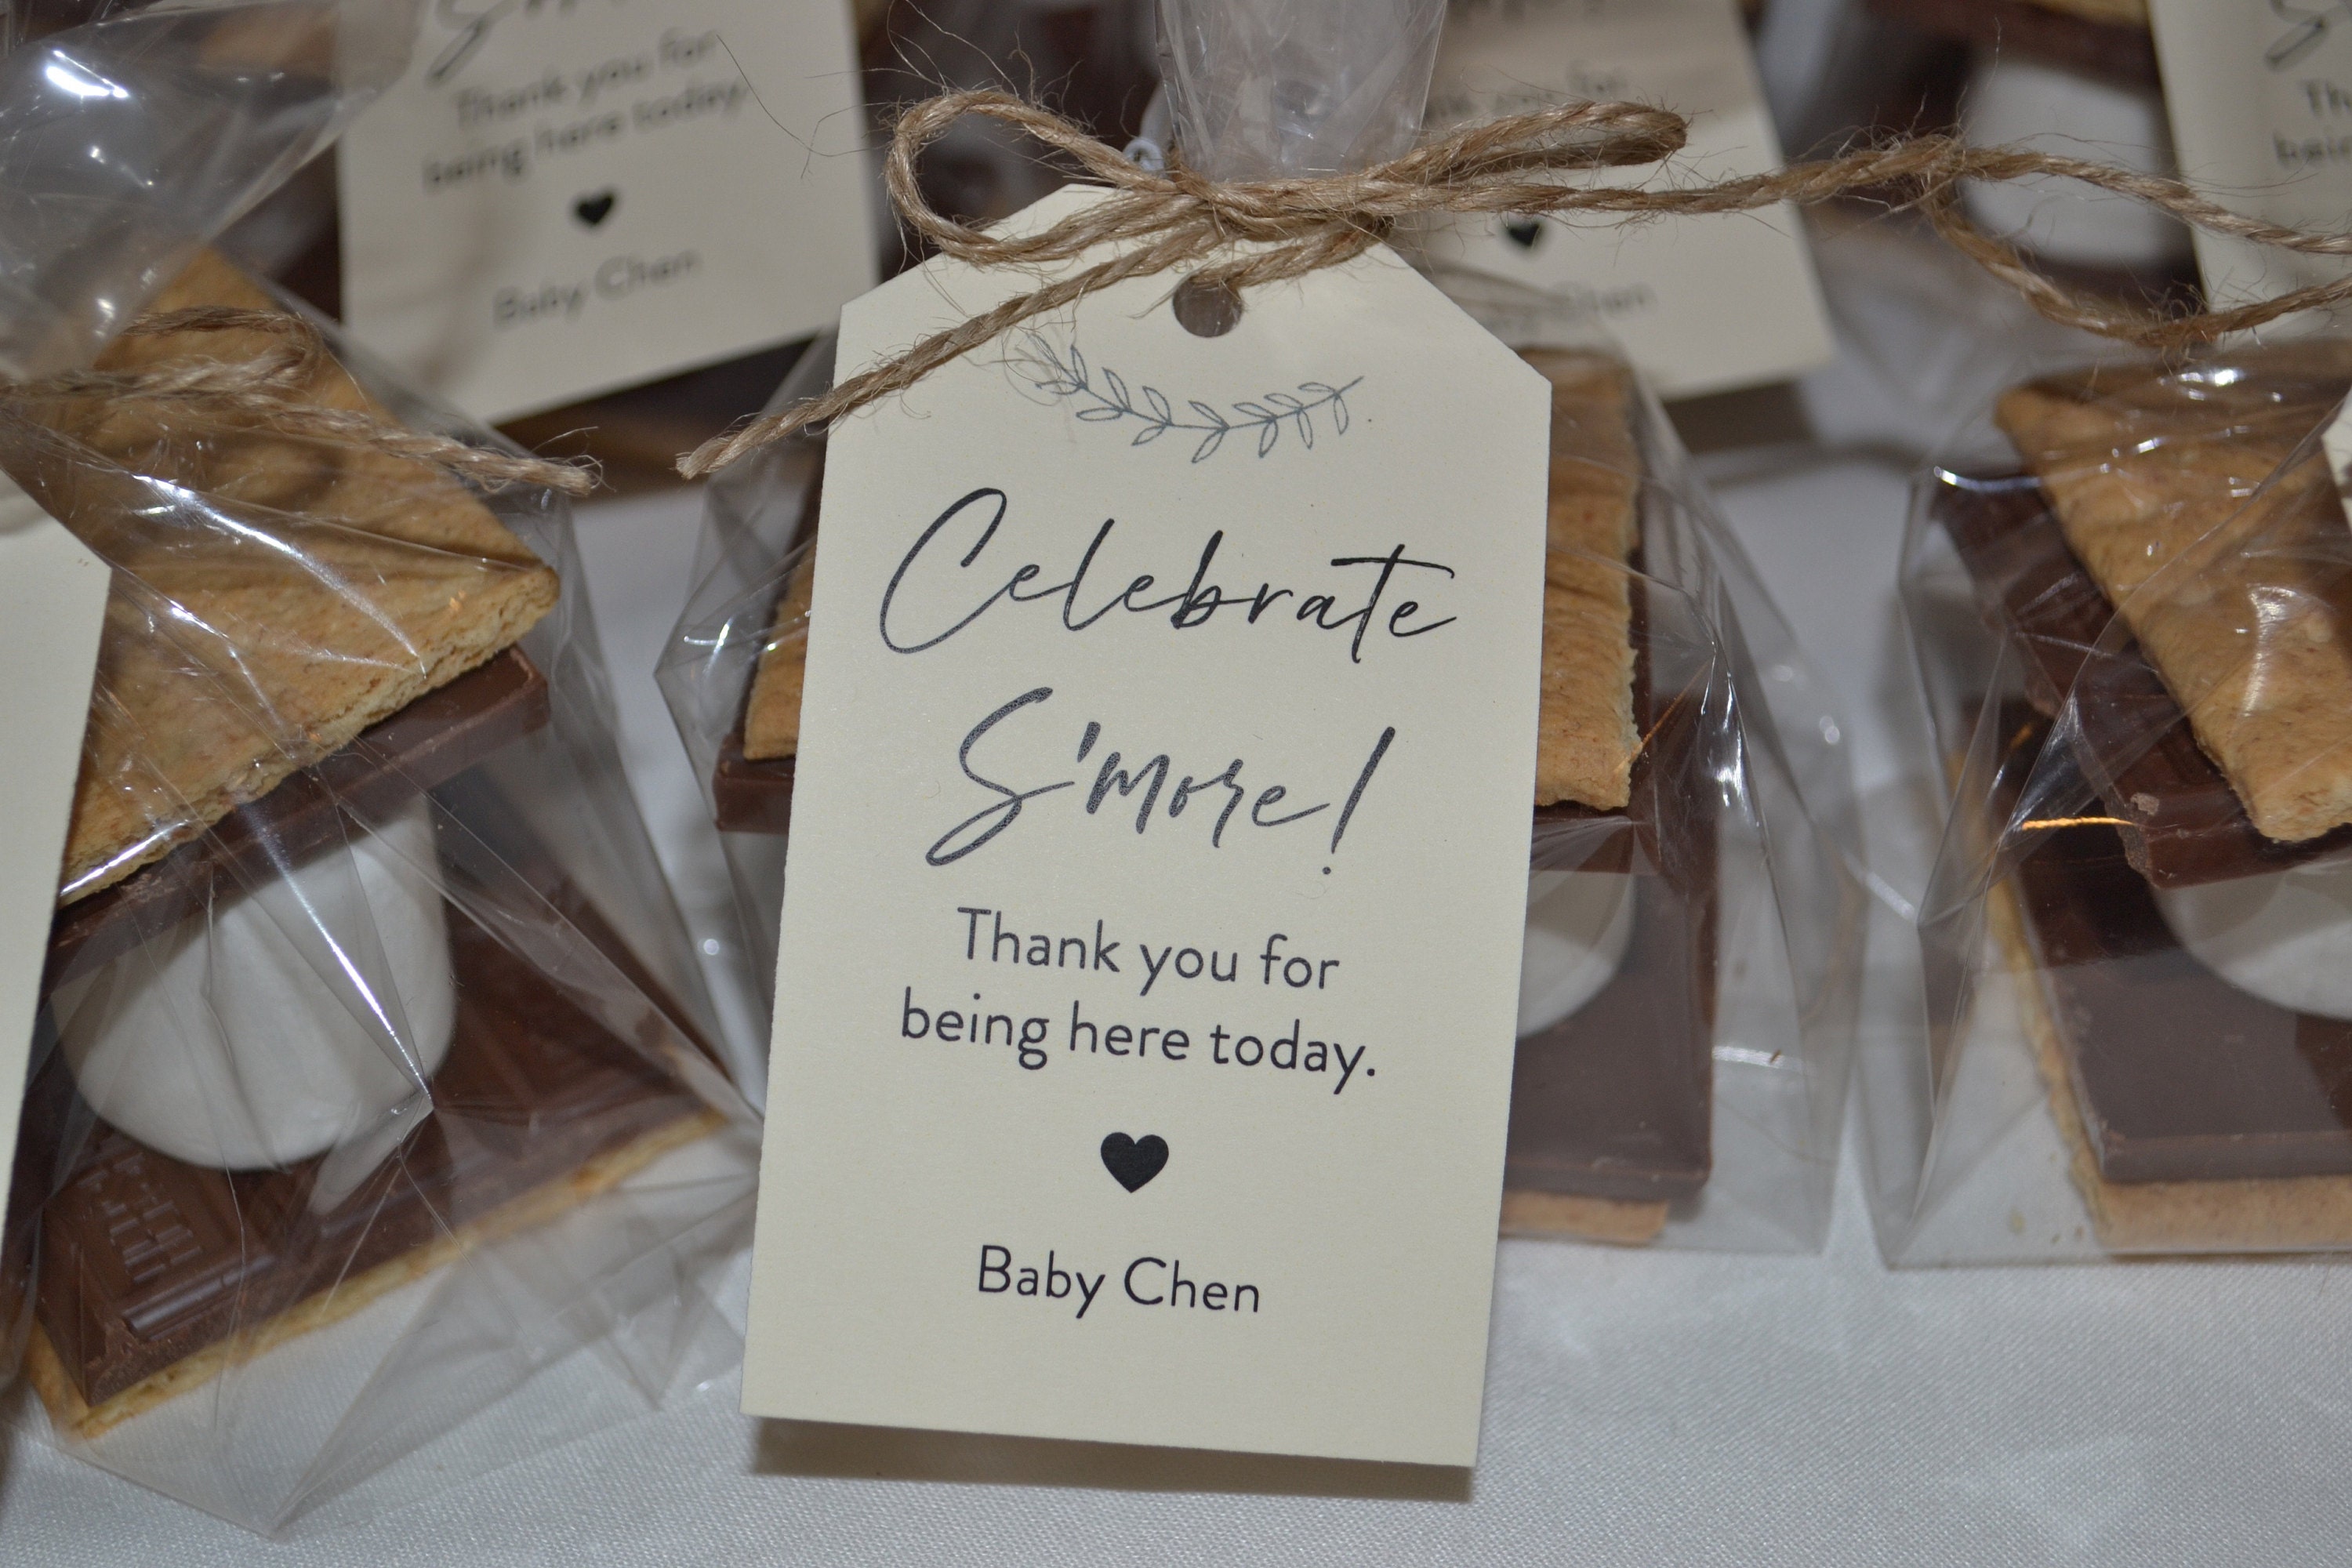 Thank you for
being here today.
Baby Chen
Celebrate
S'more!
Thank you for
being here today.
Baby Chen